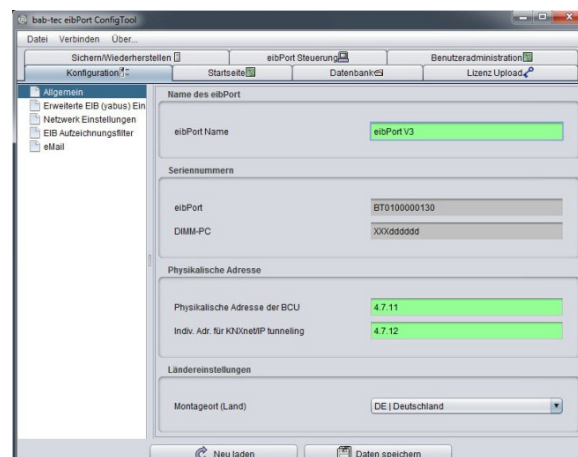 bab-tec eibPort ConfigTool
Datei Verbinden Über...
Sichern/Wiederherstellen eibPort Steuerung Benutzeradministration
Konfiguration Startseite Datenbank Lizenz Upload
Allgemein
Erweiterte EIB (yabus) Ein
Netzwerk Einstellungen
EIB Aufzeichnungsfilter
eMail
Name des eibPort
eibPort Name eibPort V3
Seriennummern
eibPort BT0100000130
DIMM-PC XXXdddddd
Physikalische Adresse
Physikalische Adresse der BCU 4.7.11
Indiv. Adr. für KNXnet/IP tunneling 4.7.12
Ländereinstellungen
Montageort (Land) DE | Deutschland
Neu laden Daten speichern